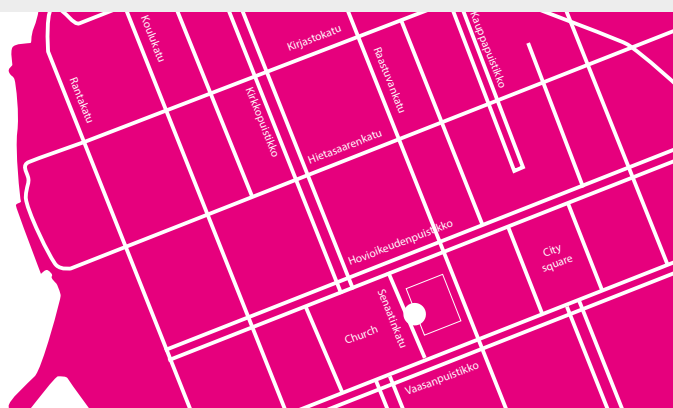 Koulukatu
Kirjastokatu
Kauppapuistikko
Rantakatu
Kirkkopuistikko
Raastuvankatu
Hietasaarenkatu
Hovioikeudenpuistikko
City
square
Church
Senaatinkatu
Vaasanpuistikko